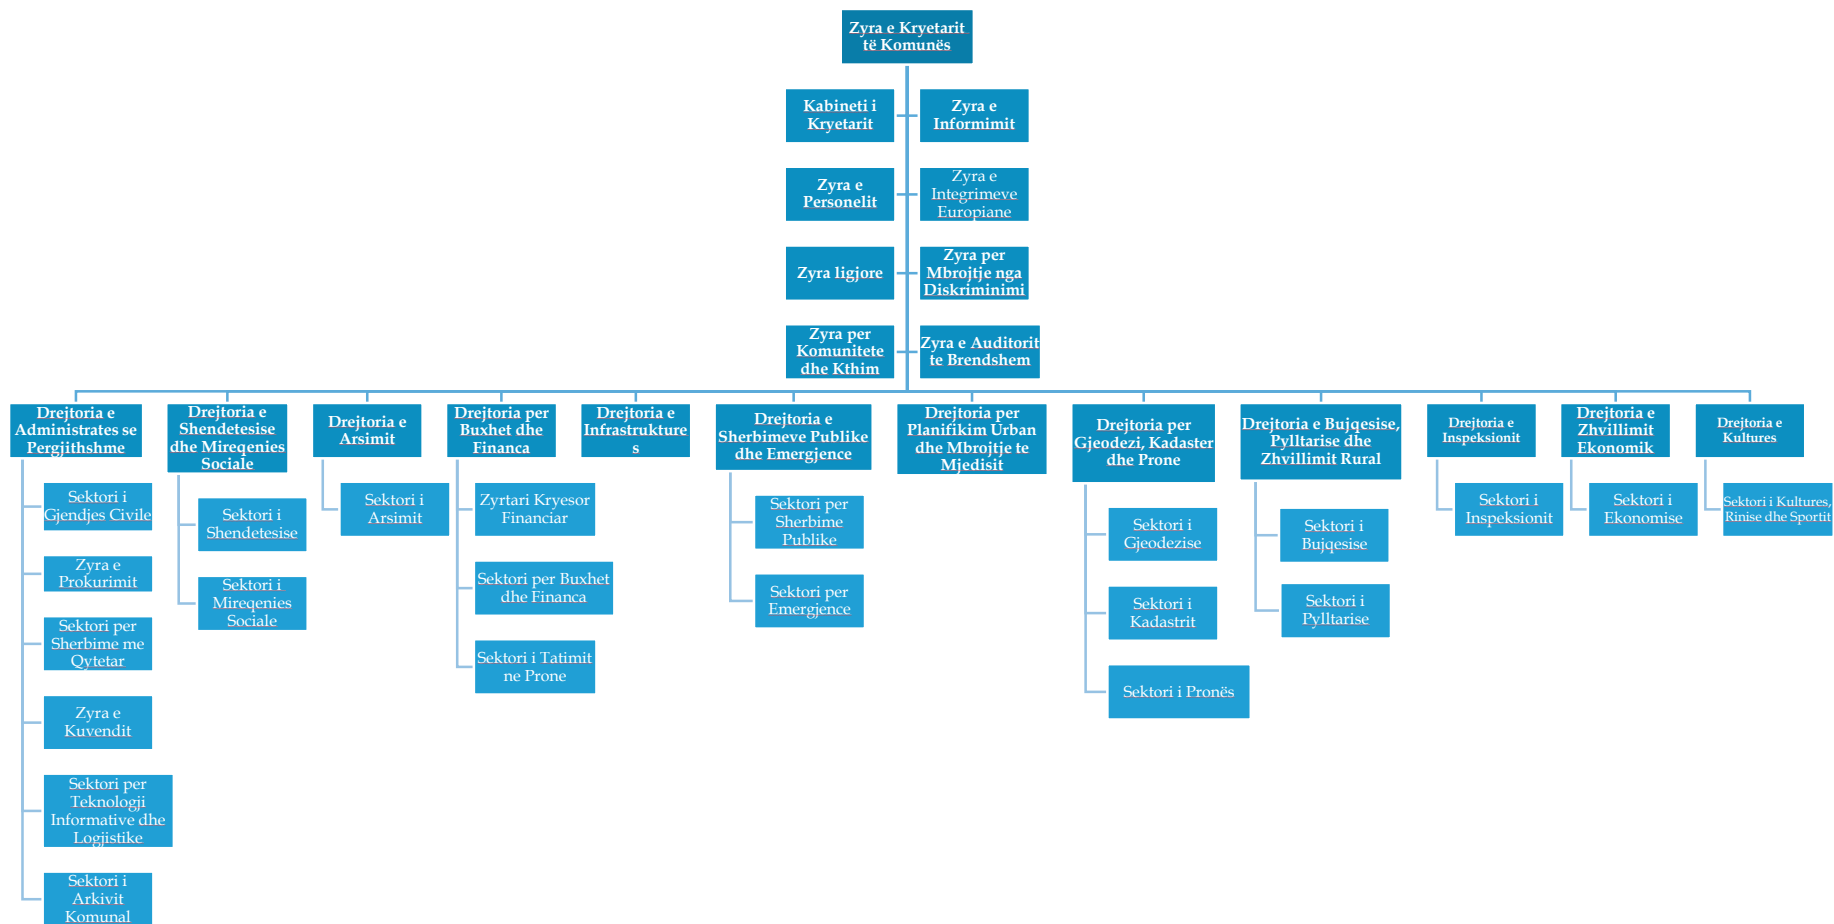 Zyra e Kryetarit
të Komunës
Kabineti i
Kryetarit
Zyra e
Informimit
Zyra e
Personelit
Zyra e
Integrimeve
Europiane
Zyra ligjore
Zyra per
Mbrojtje nga
Diskriminimi
Zyra per
Komunitete
dhe Kthim
Zyra e Auditorit
te Brendshem
Drejtoria e
Administrates se
Pergjithshme
Sektori i
Gjendjes Civile
Zyra e
Prokurimit
Sektori per
Sherbime me
Qytetar
Zyra e
Kuvendit
Sektori per
Teknologji
Informative dhe
Logjistike
Sektori i
Arkivit
Komunal
Drejtoria e
Shendetesise
dhe Mireqenies
Sociale
Sektori i
Shendetesise
Sektori i
Mireqenies
Sociale
Drejtoria e
Arsimit
Sektori i
Arsimit
Drejtoria per
Buxhet dhe
Financa
Zyrtari Kryesor
Financiar
Sektori per Buxhet
dhe Financa
Sektori i Tatimit
ne Prone
Drejtoria e
Infrastrukture
s
Drejtoria e
Sherbimeve Publike
dhe Emergjence
Sektori per
Sherbime
Publike
Sektori per
Emergjence
Drejtoria per
Planifikim Urban
dhe Mbrojtje te
Mjedisit
Drejtoria per
Gjeodezi, Kadaster
dhe Prone
Sektori i
Gjeodezise
Sektori i
Kadastrit
Sektori i Pronës
Drejtoria e Bujqesise,
Pylltarise dhe
Zhvillimit Rural
Sektori i
Bujqesise
Sektori i
Pylltarise
Drejtoria e
Inspeksionit
Sektori i
Inspeksionit
Drejtoria e
Zhvillimit
Ekonomik
Sektori i
Ekonomise
Drejtoria e
Kultures
Sektori i Kultures,
Rinise dhe Sportit